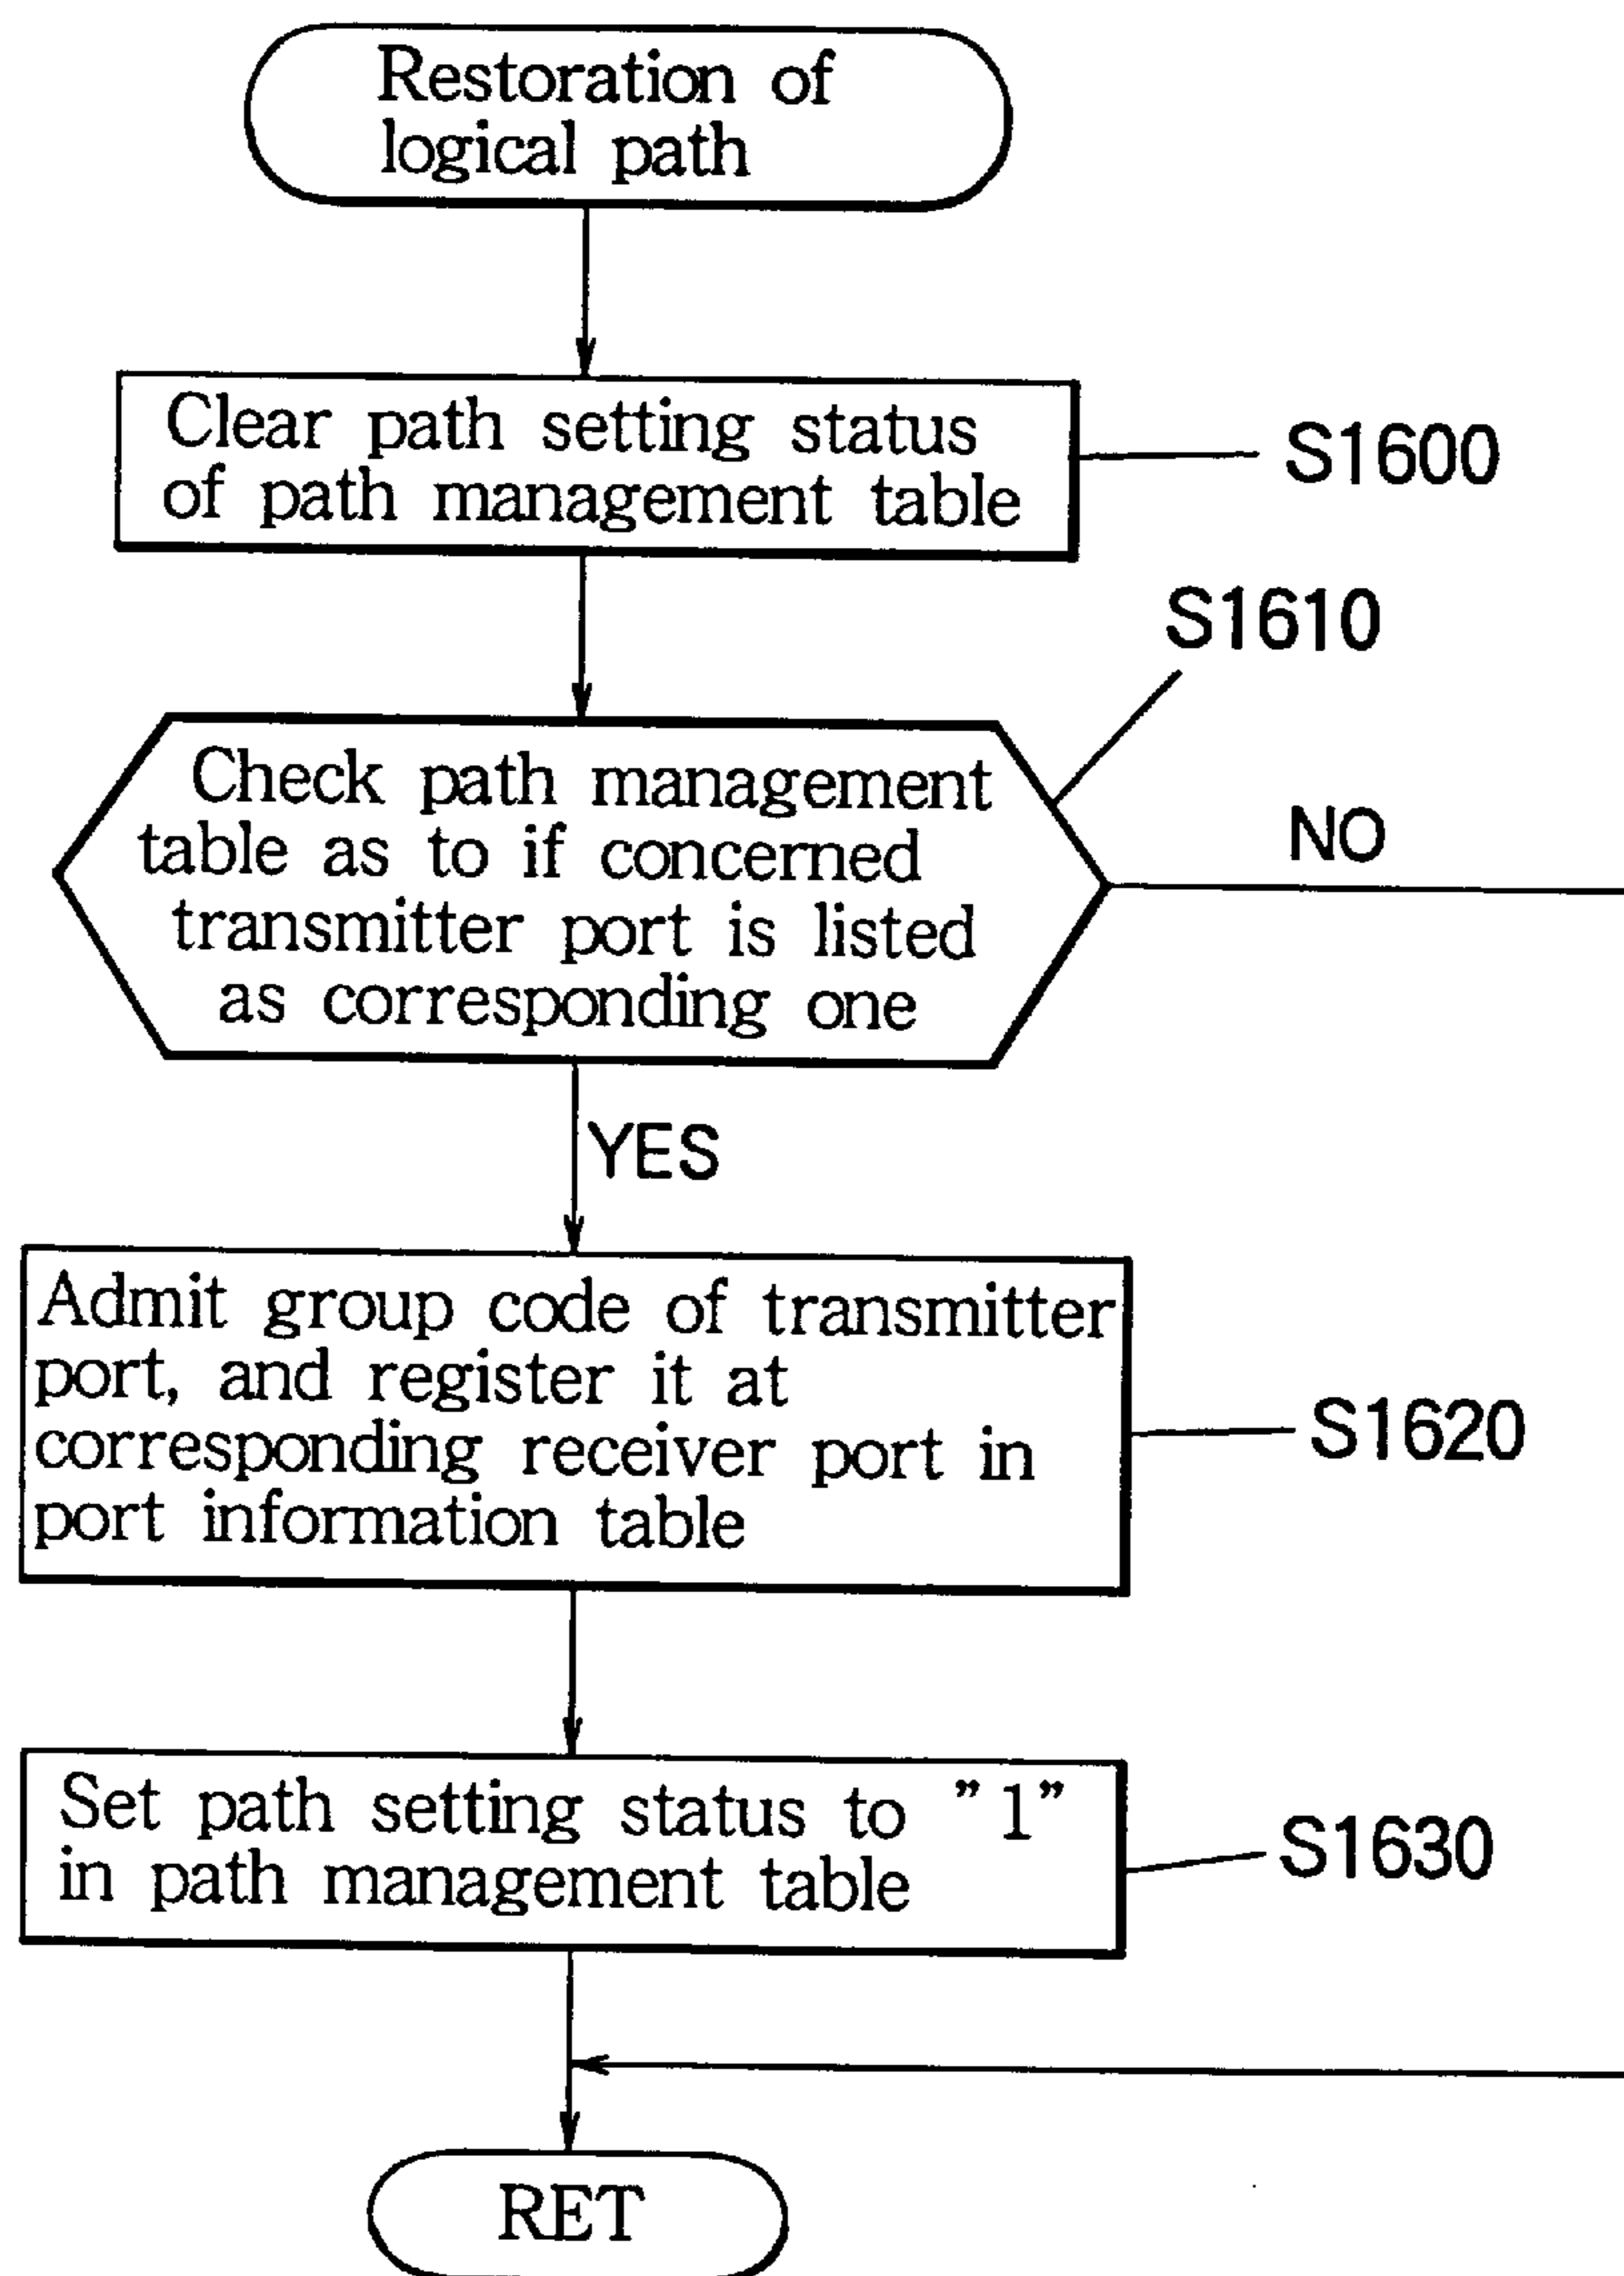 Restoration of
logical path
Clear path setting status
of path management table
S1600
S1610
Check path management
table as to if concerned
transmitter port is listed
as corresponding one
NO
YES
Admit group code of transmitter
port, and register it at
corresponding receiver port in
port information table
S1620
Set path setting status to ”1”
in path management table
S1630
RET